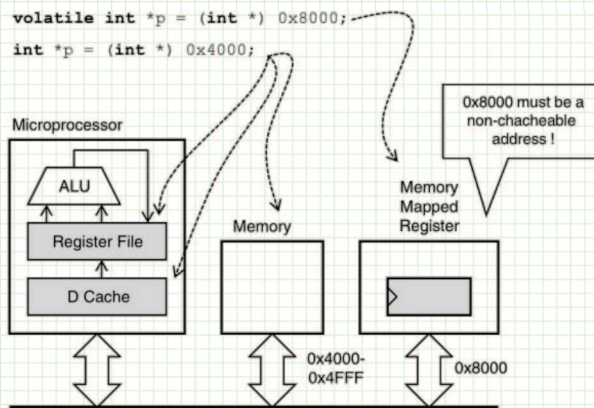 volatile int *p = (int *) 0x8000;
int *p = (int *) 0x4000;
0x8000 must be a
non-chacheable
address !
Microprocessor
ALU
Register File
D Cache
Memory
Memory
Mapped
Register
0x4000-
0x4FFF
0x8000